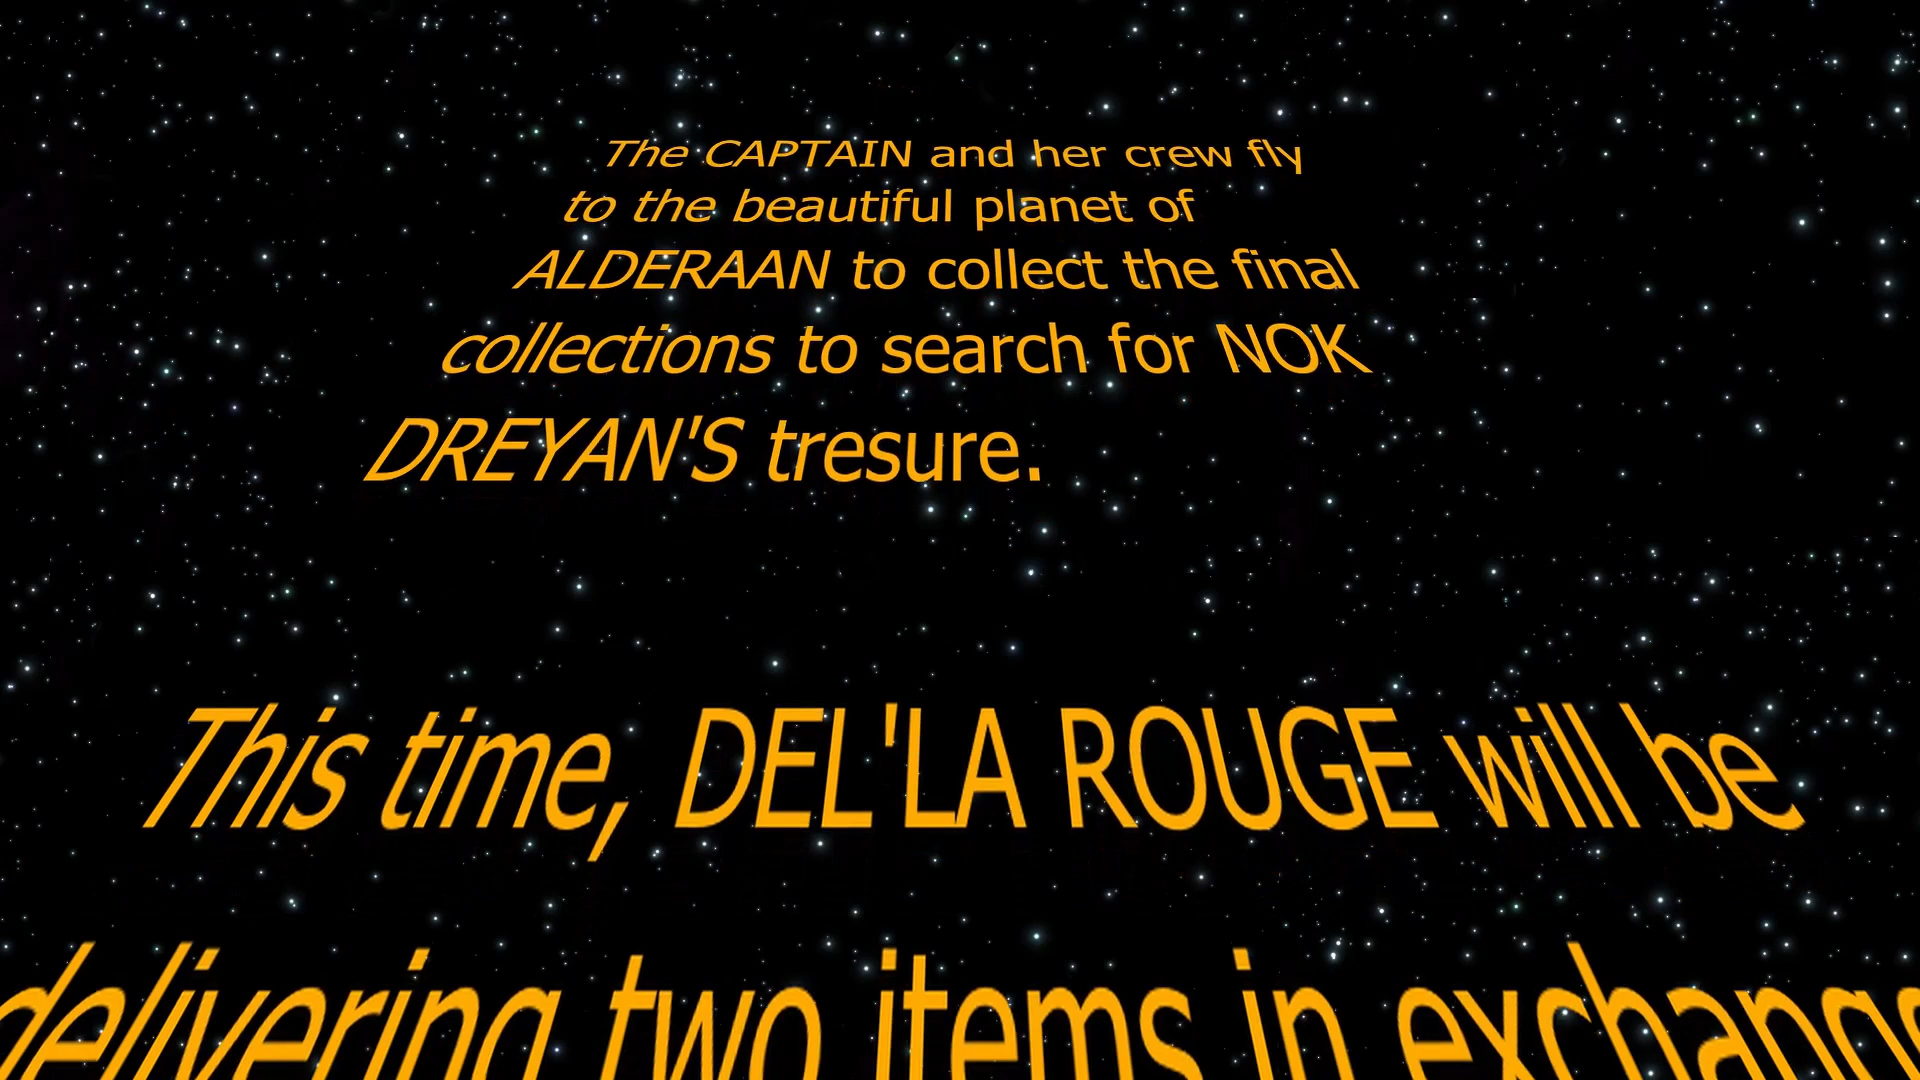 The CAPTAIN and her crew fly
to the beautiful planet of
ALDERAAN to collect the final
collections to search for NOK
DREYAN'S tresure.
This time, DEL'LA ROUGE will be
delivering two items in exchange